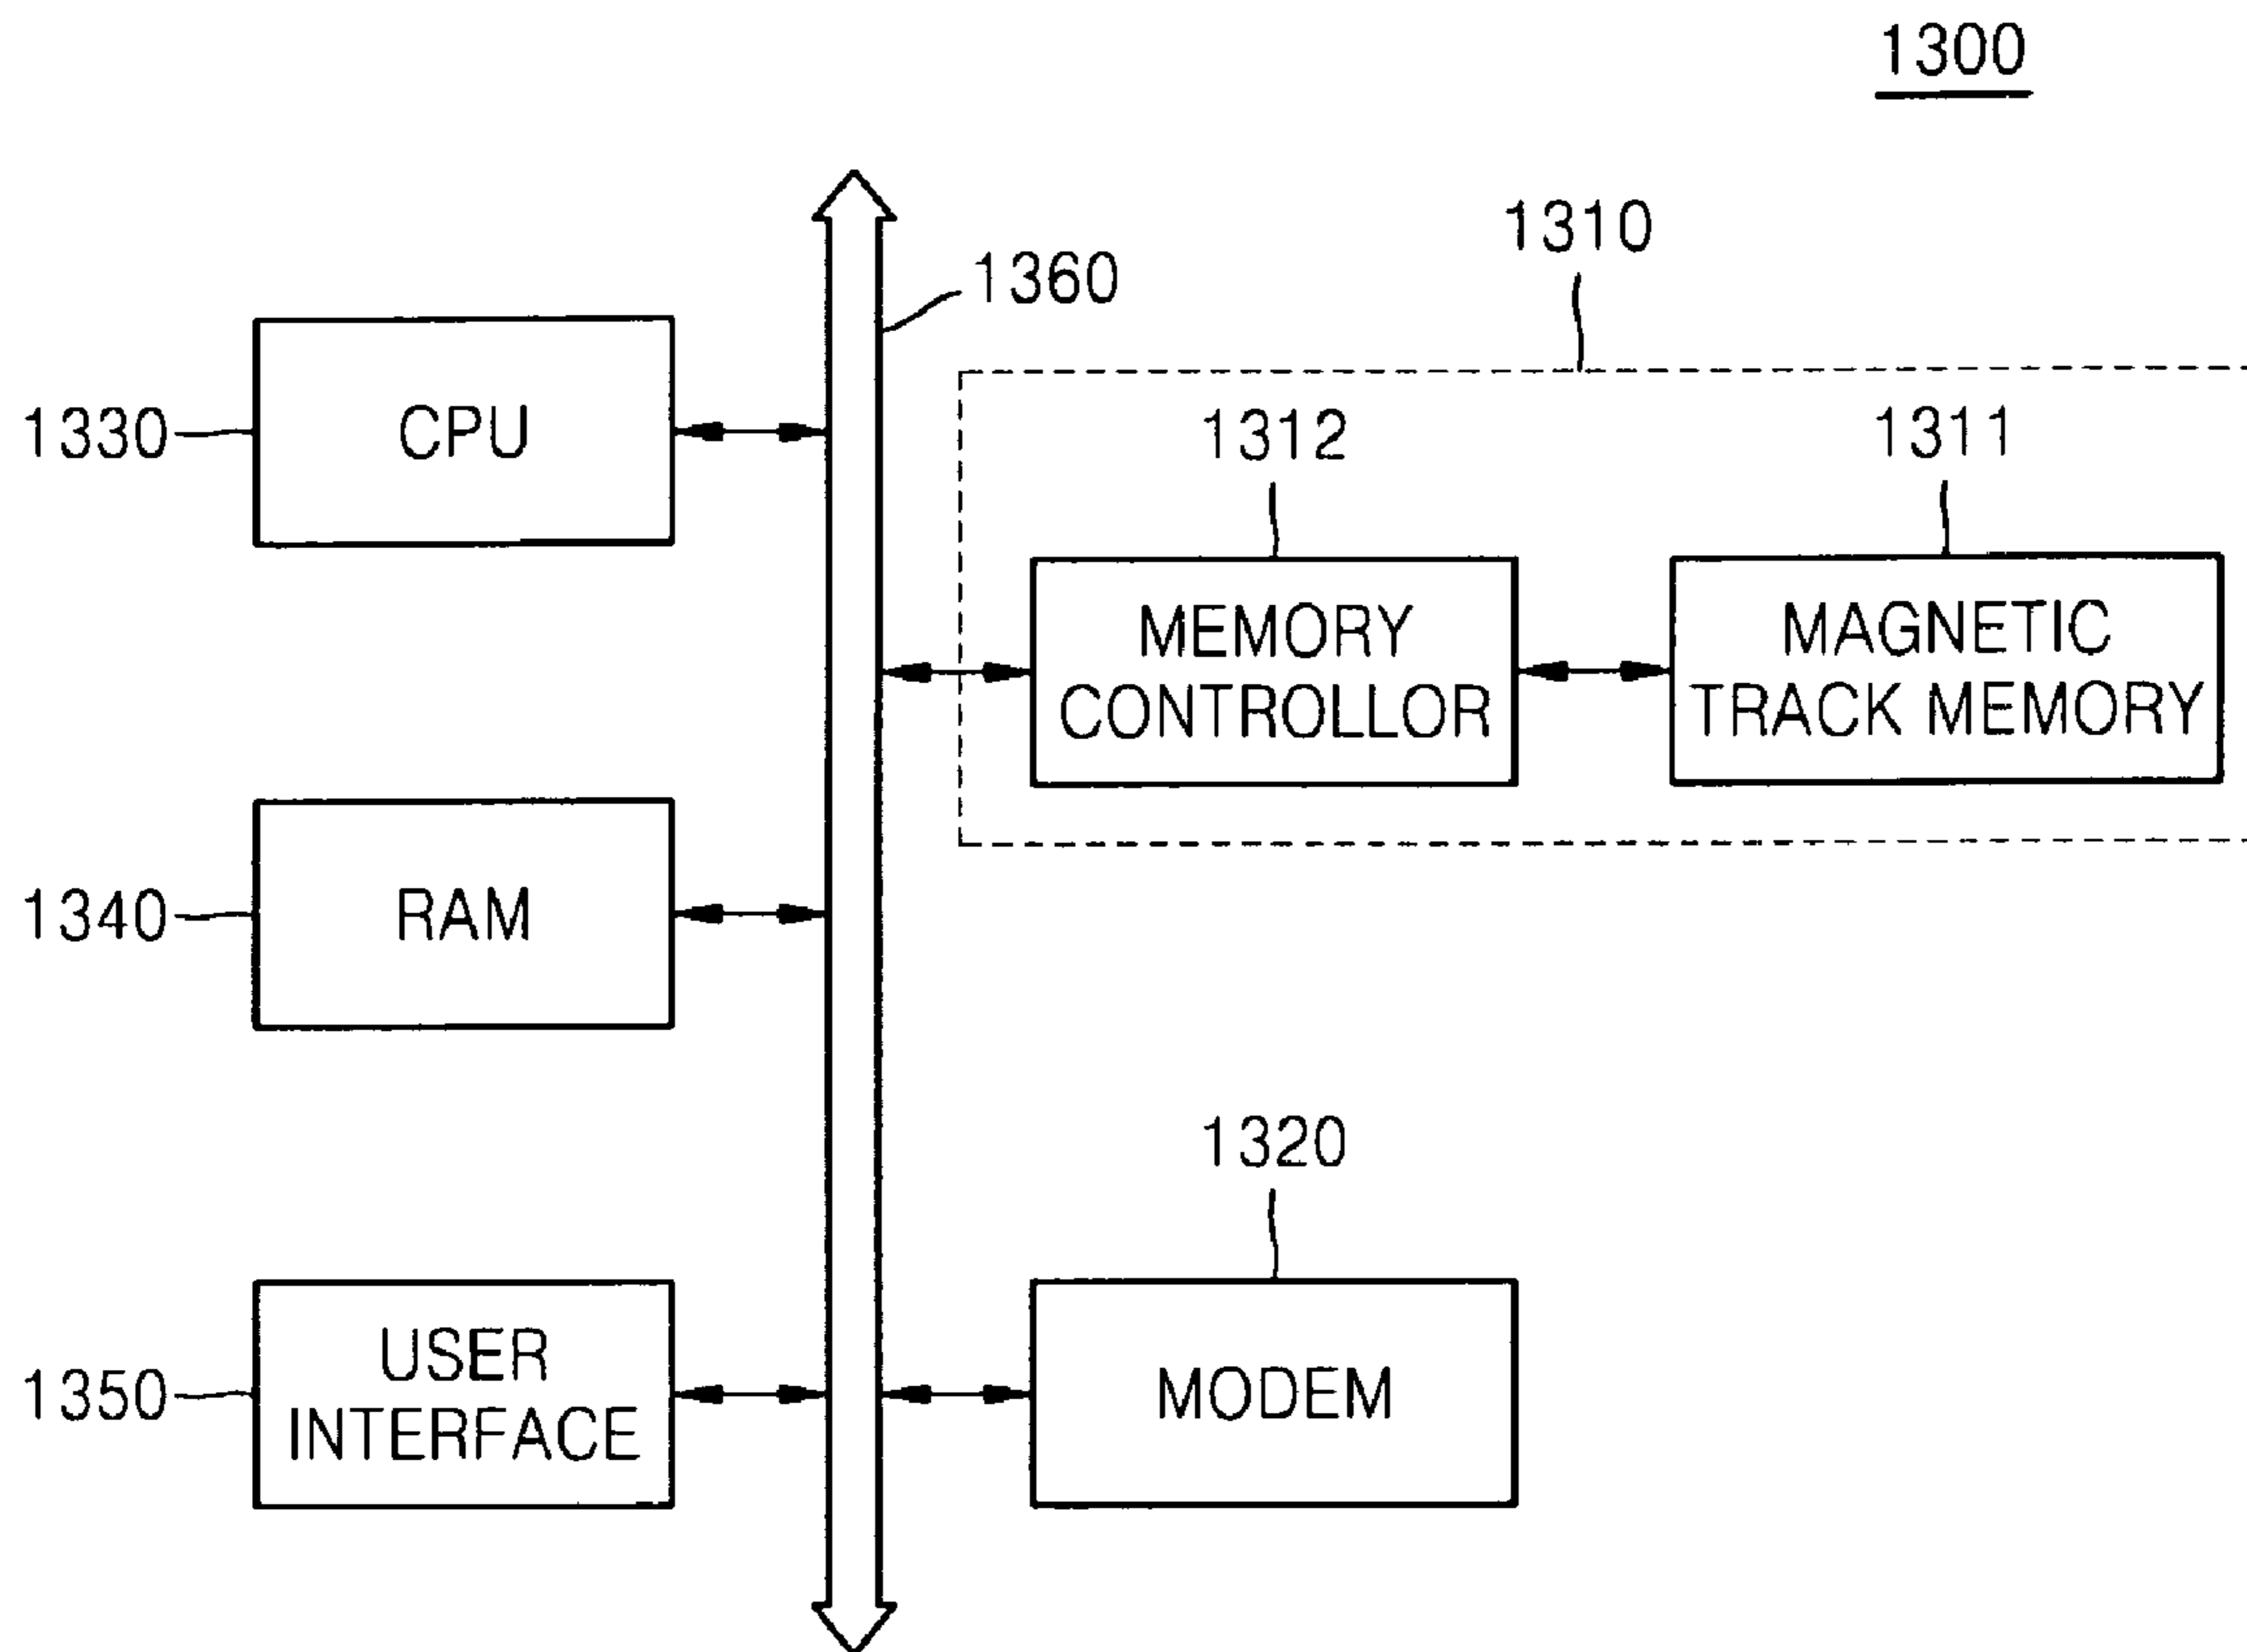 1300
1310
1360
1330
CPU
1312
1311
MEMORY
CONTROLLOR
MAGNETIC
TRACK MEMORY
1340
RAM
1320
1350
USER
INTERFACE
MODEM